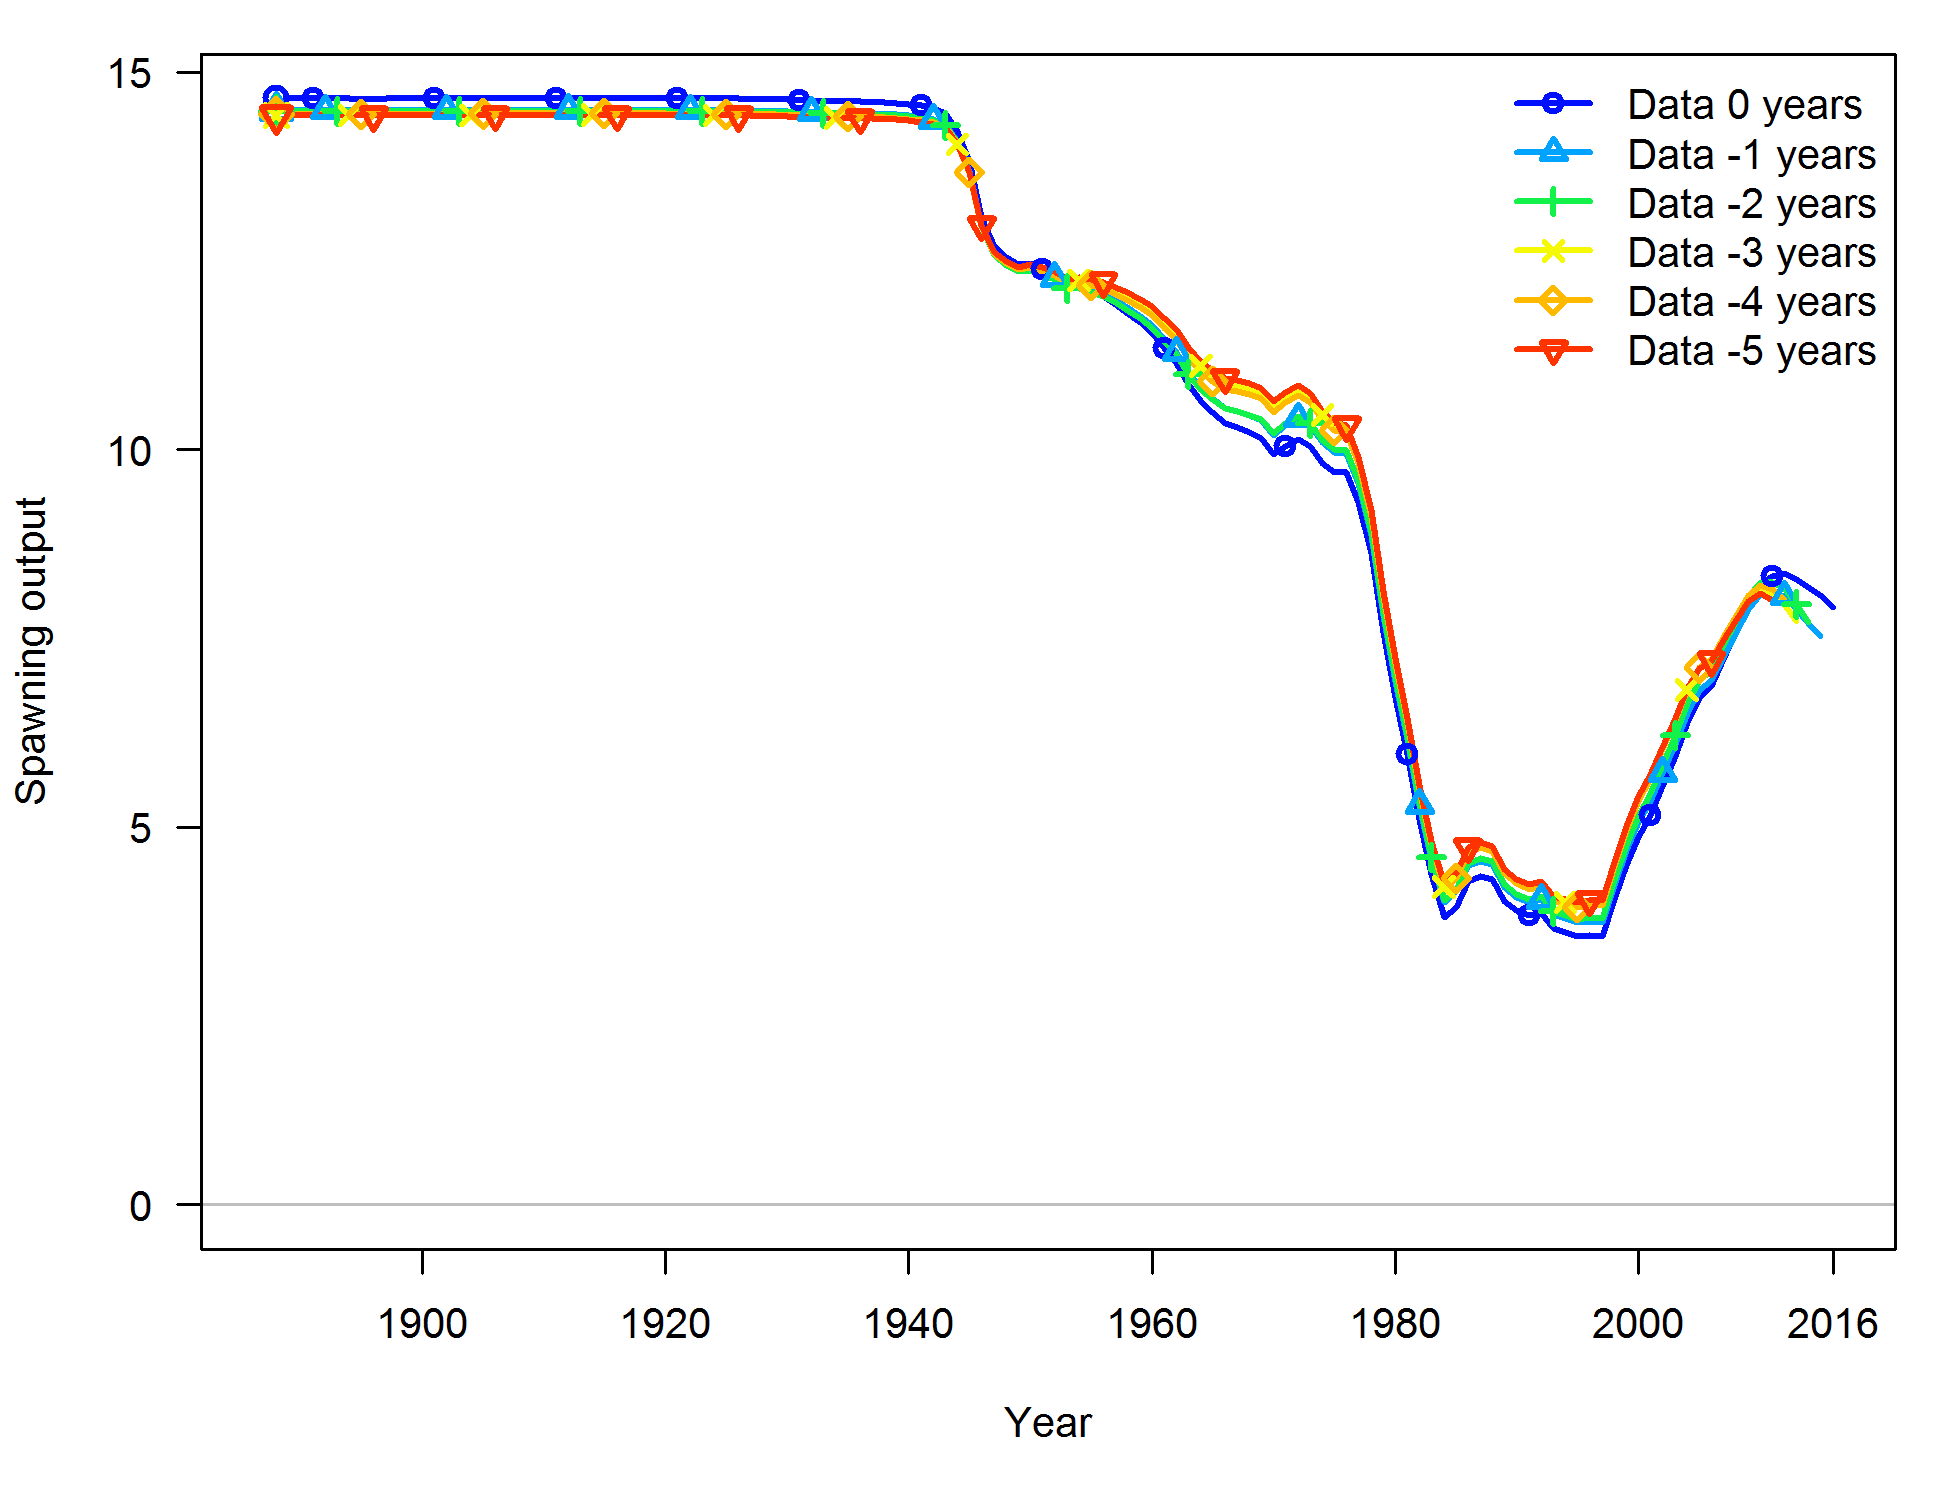 15
10
5
0
Spawning output
Data 0 years
Data -1 years
Data -2 years
Data -3 years
Data -4 years
Data -5 years
1900 1920 1940 1960 1980 2000 2016
Year